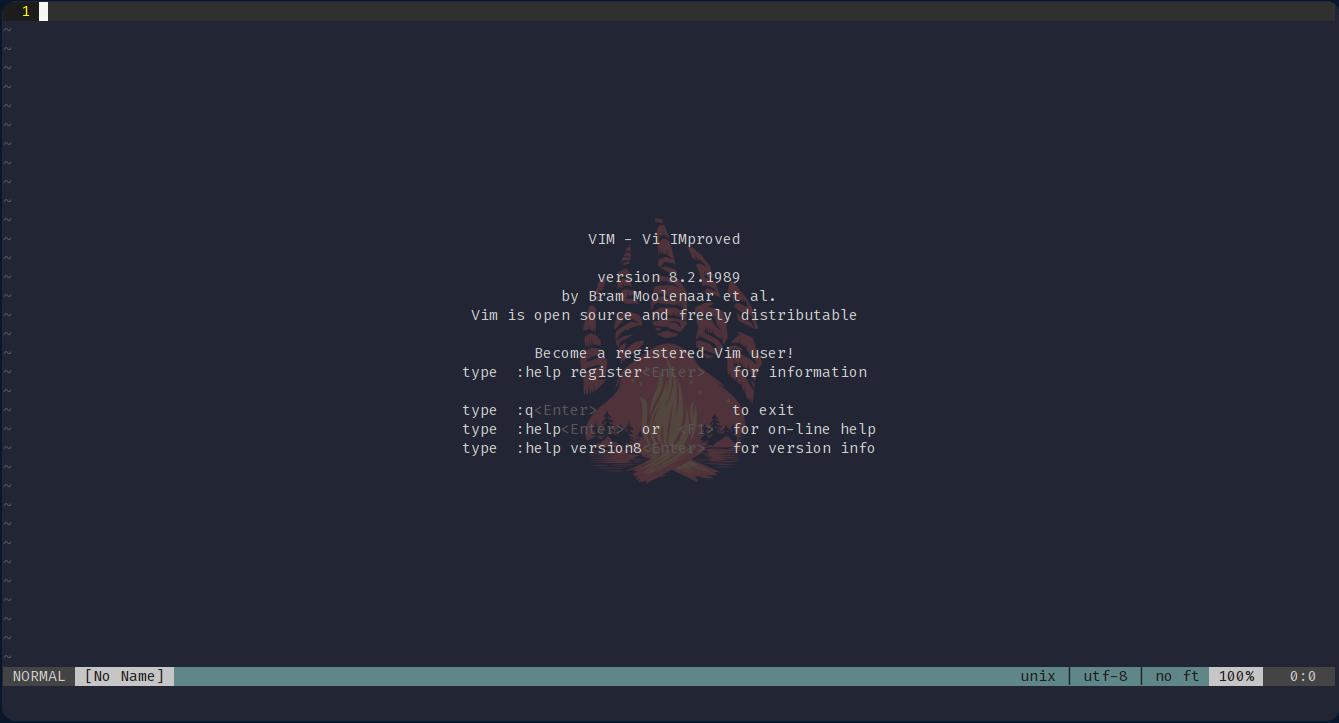 1
~
~
~
~
~
~
~
~
~
~
~
~ VIM - Vi IMproved
~
~ version 8.2.1989
~ by Bram Moolenaar et al.
~ Vim is open source and freely distributable
~
~ Become a registered Vim user!
~ type :help register<Enter> for information
~
~ type :q<Enter> to exit
~ type :help<Enter> or <F1> for on-line help
~ type :help version8<Enter> for version info
~
~
~
~
~
~
~
~
~
~
~
NORMAL [No Name] unix | utf-8 | no ft 100% 0:0